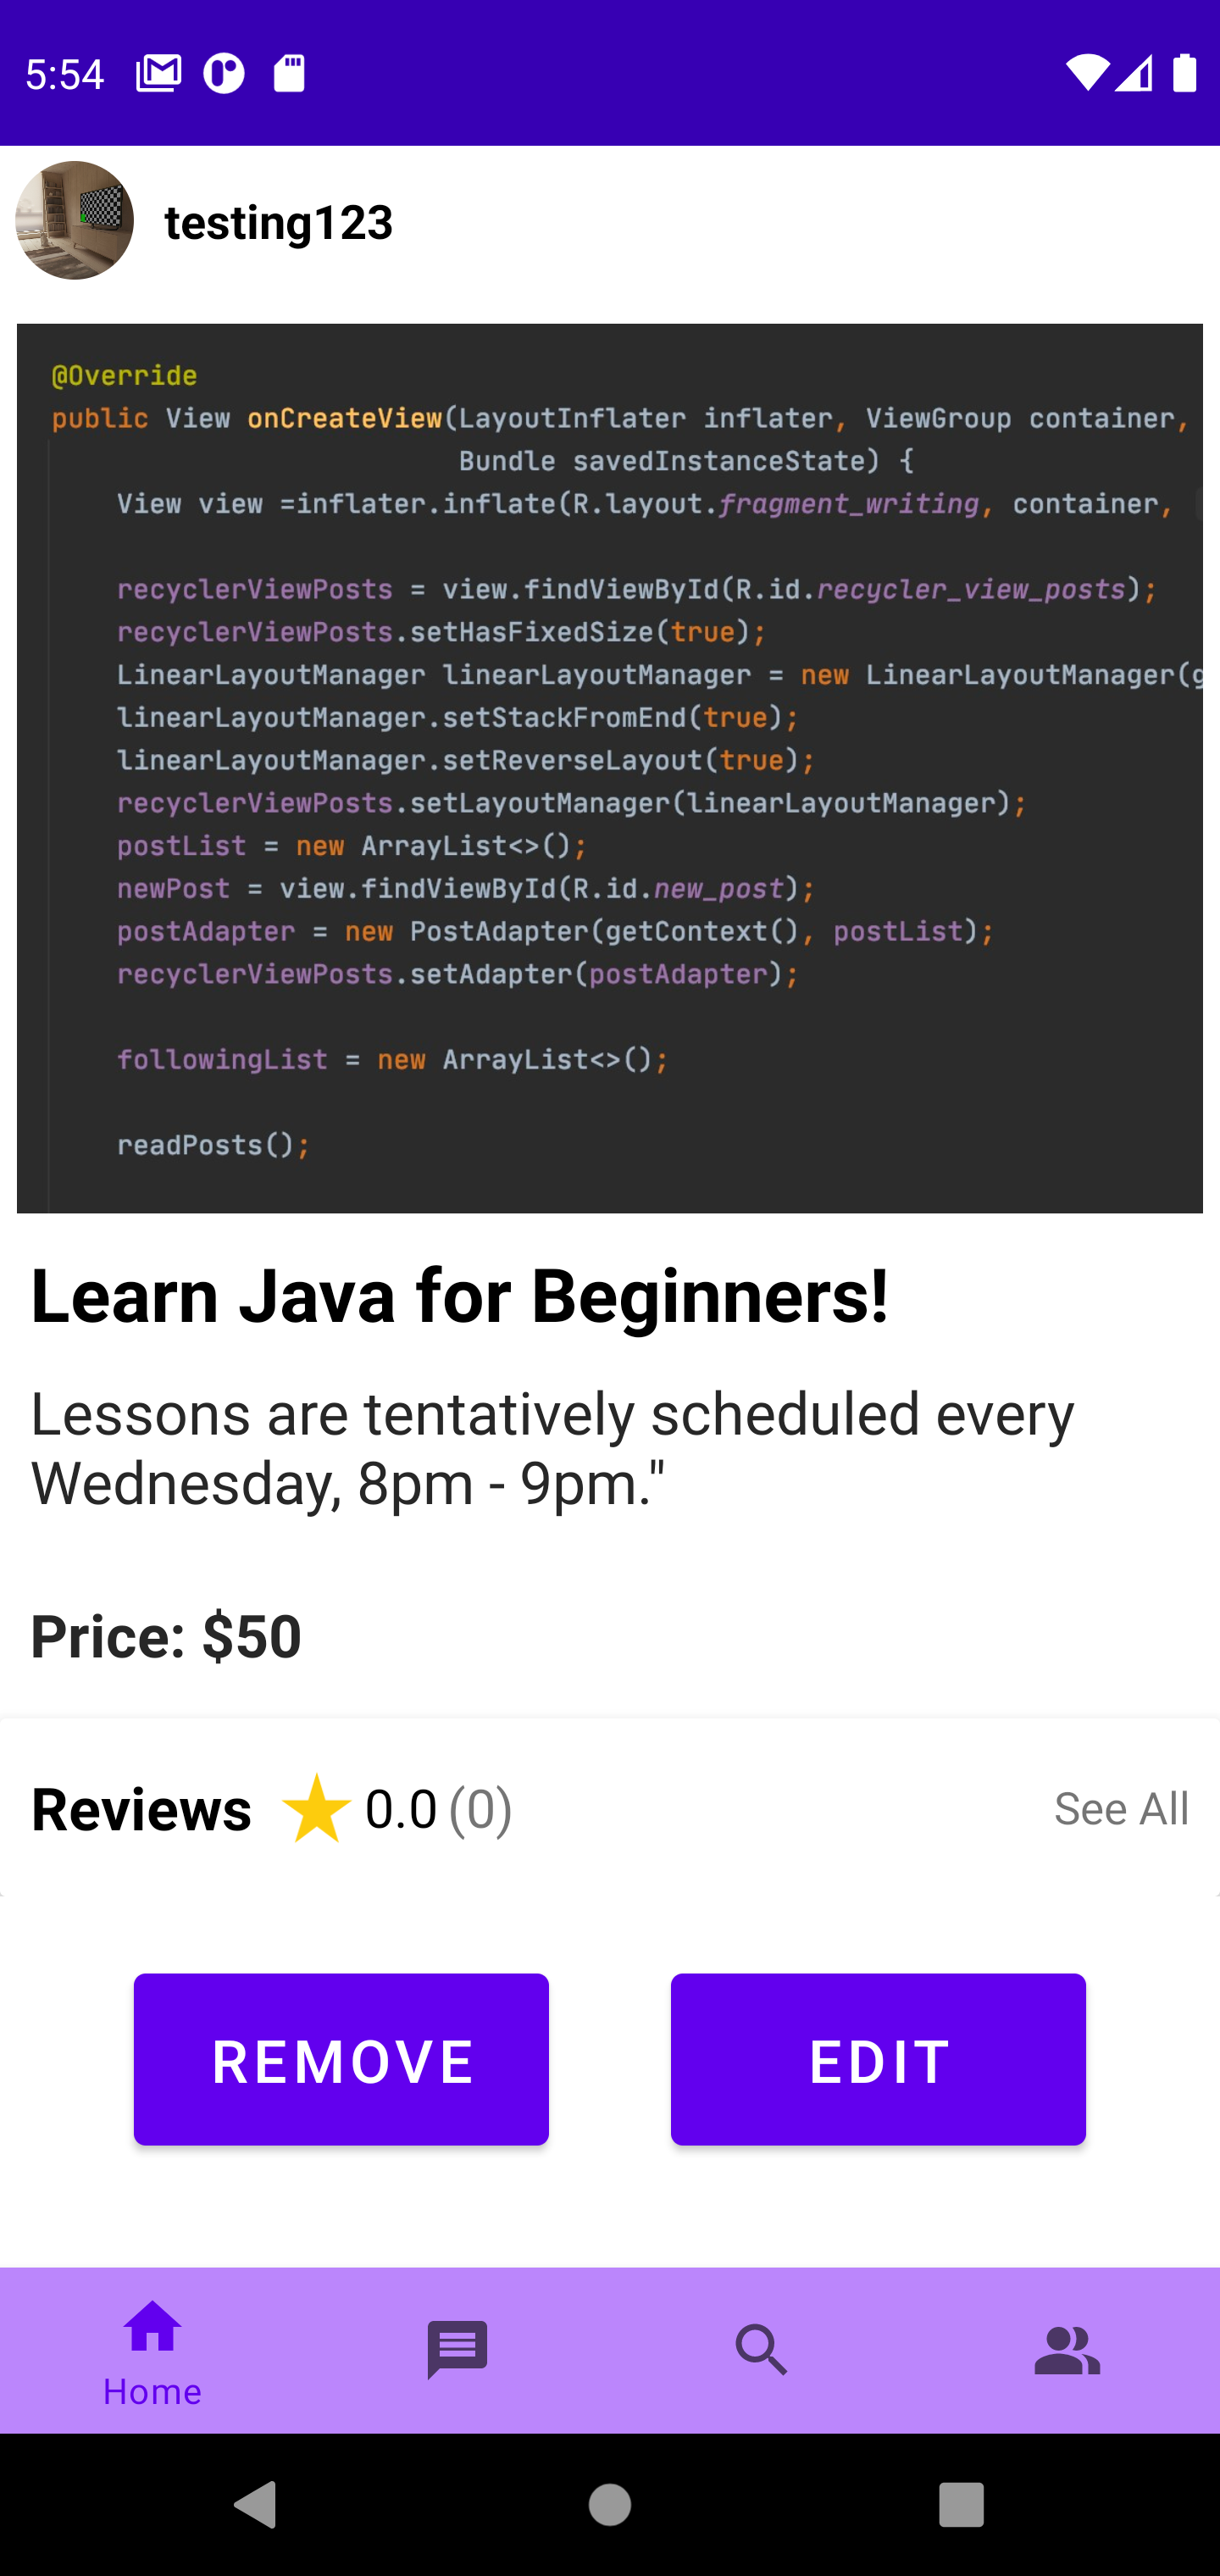 5:54
testing123
@Override
public View onCreateView(LayoutInflater inflater, ViewGroup container,
Bundle savedInstanceState) {
View view =inflater.inflate(R.layout.fragment_writing, container,
recyclerViewPosts = view.findViewById(R.id.recycler_view_posts);
recyclerViewPosts.setHasFixedSize(true);
LinearLayoutManager linearLayoutManager = new LinearLayoutManager(g
linearLayoutManager.setStackFromEnd(true);
linearLayoutManager.setReverseLayout(true);
recyclerViewPosts.setLayoutManager(linearLayoutManager);
postList = new ArrayList<>();
newPost = view.findViewById(R.id.new_post);
postAdapter = new PostAdapter(getContext(), postList);
recyclerViewPosts.setAdapter(postAdapter);
followingList = new ArrayList<>();
readPosts();
Learn Java for Beginners!
Lessons are tentatively scheduled every
Wednesday, 8pm - 9pm."
Price: $50
Reviews 0.0 (0) See All
REMOVE EDIT
Home